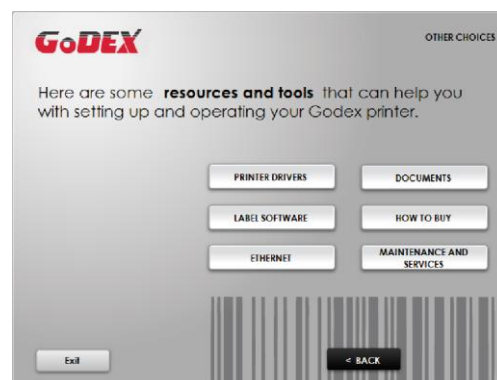 GoDEX
OTHER CHOICES
Here are some resources and tools that can help you
with setting up and operating your Godex printer.
PRINTER DRIVERS
DOCUMENTS
LABEL SOFTWARE
HOW TO BUY
ETHERNET
MAINTENANCE AND
SERVICES
Exit
< BACK